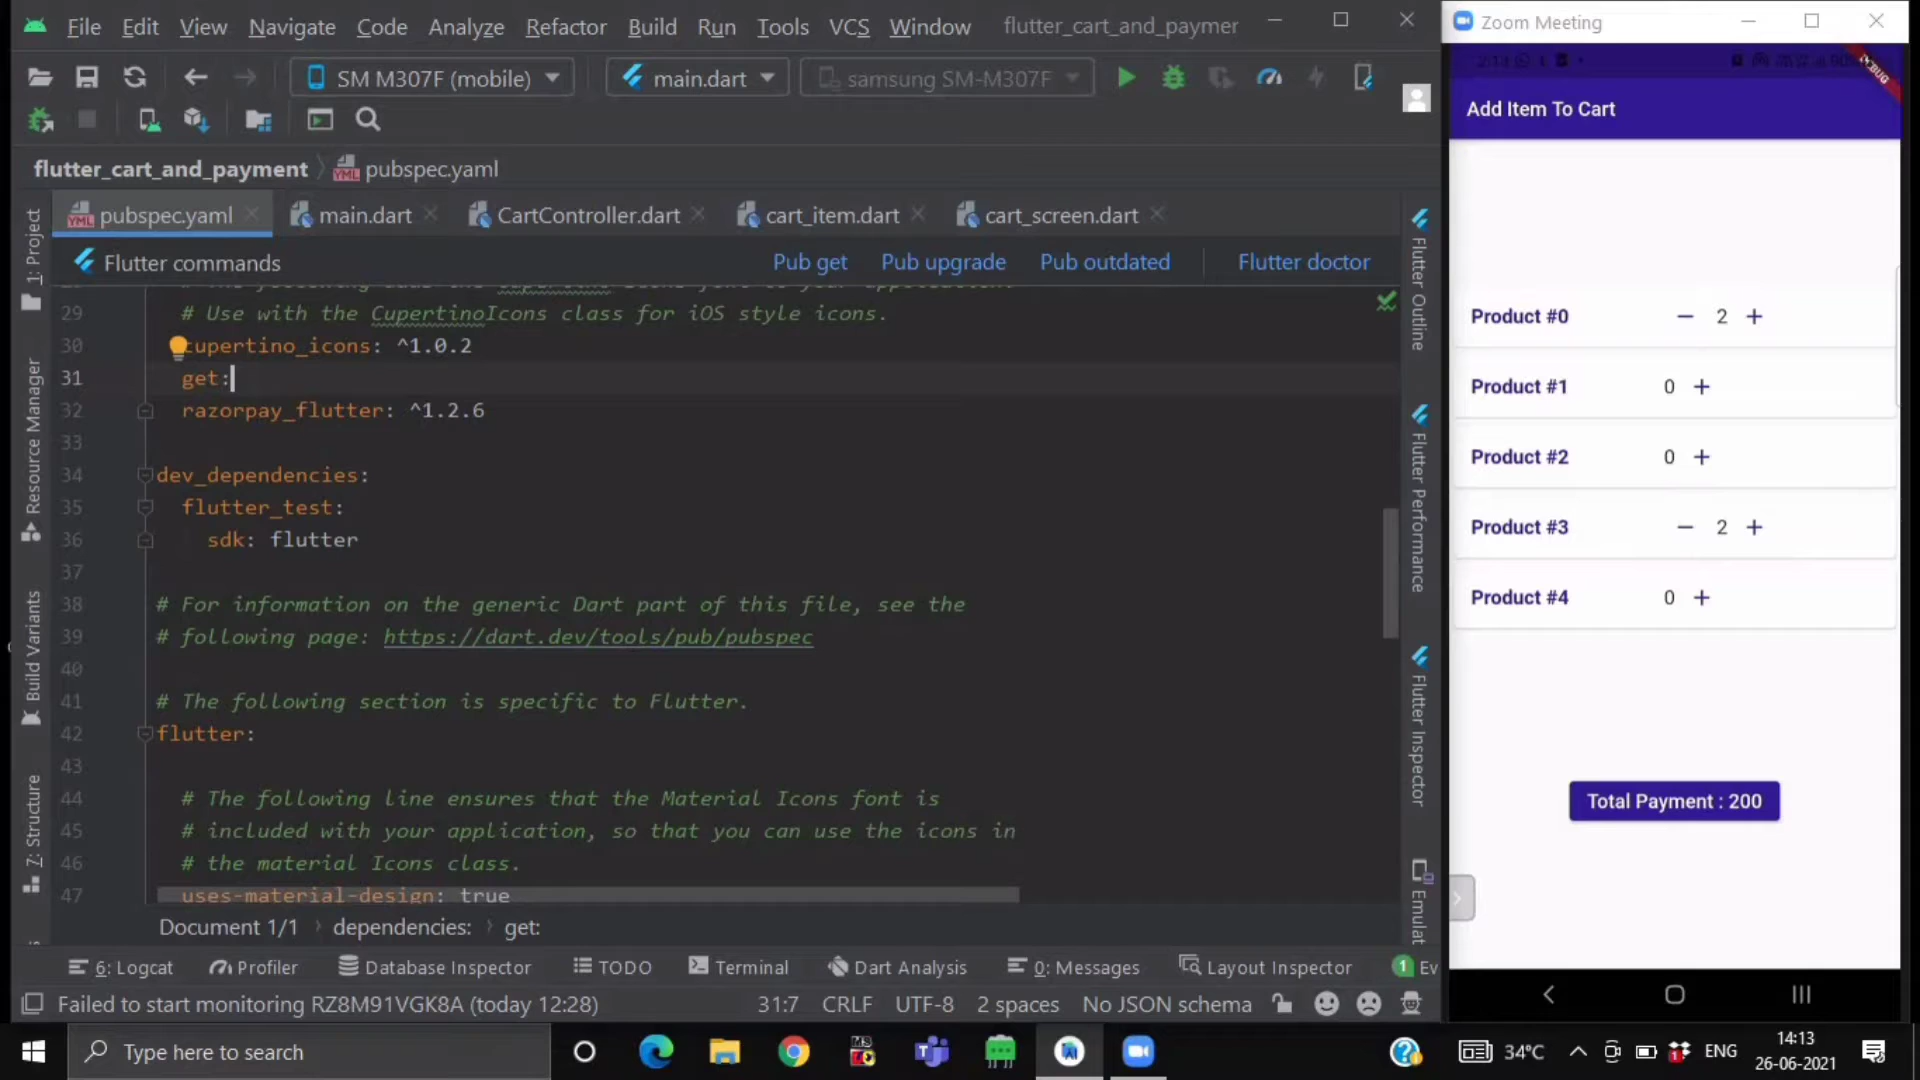 File Edit View Navigate Code Analyze Refactor Build Run Tools VCS Window flutter_cart_and_paymer
SM M307F (mobile) main.dart samsung SM-M307F
flutter_cart_and_payment pubspec.yaml
pubspec.yaml main.dart CartController.dart cart_item.dart cart_screen.dart
Flutter commands Pub get Pub upgrade Pub outdated Flutter doctor
29 # Use with the CupertinoIcons class for iOS style icons.
30 cupertino_icons: ^1.0.2
31 get:
32 razorpay_flutter: ^1.2.6
33
34 dev_dependencies:
35 flutter_test:
36 sdk: flutter
37
38 # For information on the generic Dart part of this file, see the
39 # following page: https://dart.dev/tools/pub/pubspec
40
41 # The following section is specific to Flutter.
42 flutter:
43
44 # The following line ensures that the Material Icons font is
45 # included with your application, so that you can use the icons in
46 # the material Icons class.
47 uses-material-design: true
Document 1/1 dependencies: get:
1: Project
Resource Manager
Build Variants
7: Structure
Flutter Outline
Flutter Performance
Flutter Inspector
Emulat
6: Logcat Profiler Database Inspector TODO Terminal Dart Analysis 0: Messages Layout Inspector 1 Ev
Failed to start monitoring RZ8M91VGK8A (today 12:28) 31:7 CRLF UTF-8 2 spaces No JSON schema
Zoom Meeting
DEBUG
Add Item To Cart
Product #0 − 2 +
Product #1 0 +
Product #2 0 +
Product #3 − 2 +
Product #4 0 +
Total Payment : 200
Type here to search
34°C ENG 14:13
26-06-2021